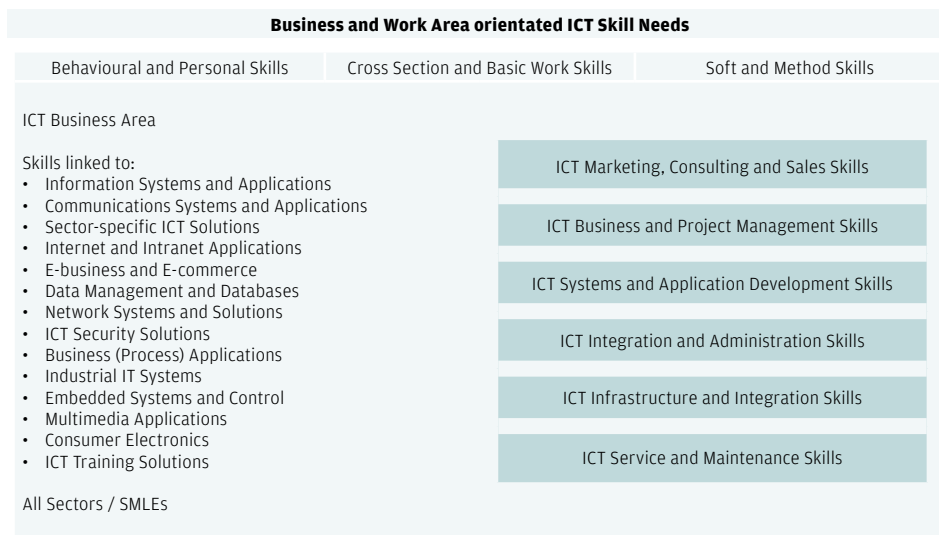 Business and Work Area orientated ICT Skill Needs
Behavioural and Personal Skills
Cross Section and Basic Work Skills
Soft and Method Skills
ICT Business Area
Skills linked to:
• Information Systems and Applications
• Communications Systems and Applications
• Sector-specific ICT Solutions
• Internet and Intranet Applications
• E-business and E-commerce
• Data Management and Databases
• Network Systems and Solutions
• ICT Security Solutions
• Business (Process) Applications
• Industrial IT Systems
• Embedded Systems and Control
• Multimedia Applications
• Consumer Electronics
• ICT Training Solutions
All Sectors / SMLEs
ICT Marketing, Consulting and Sales Skills
ICT Business and Project Management Skills
ICT Systems and Application Development Skills
ICT Integration and Administration Skills
ICT Infrastructure and Integration Skills
ICT Service and Maintenance Skills